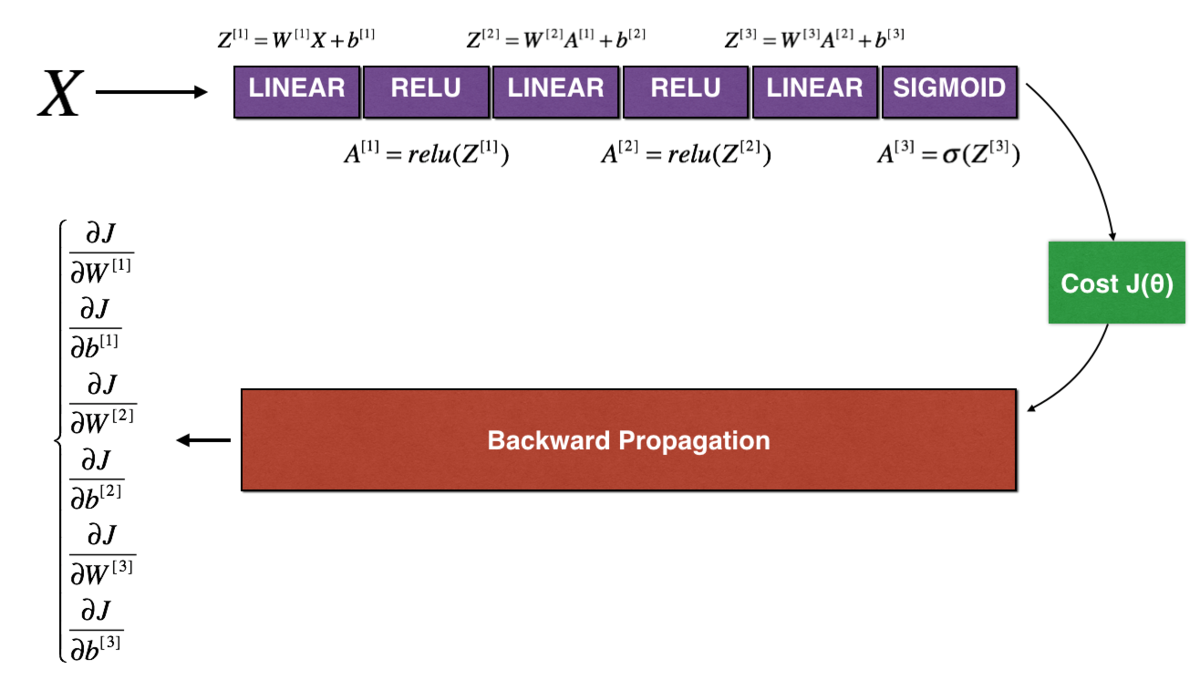 Z[1] = W[1]X + b[1] Z[2] = W[2]A[1] + b[2] Z[3] = W[3]A[2] + b[3]
X LINEAR RELU LINEAR RELU LINEAR SIGMOID
A[1] = relu(Z[1]) A[2] = relu(Z[2]) A[3] = σ(Z[3])
Cost J(θ)
Backward Propagation
∂J
∂W[1]
∂J
∂b[1]
∂J
∂W[2]
∂J
∂b[2]
∂J
∂W[3]
∂J
∂b[3]